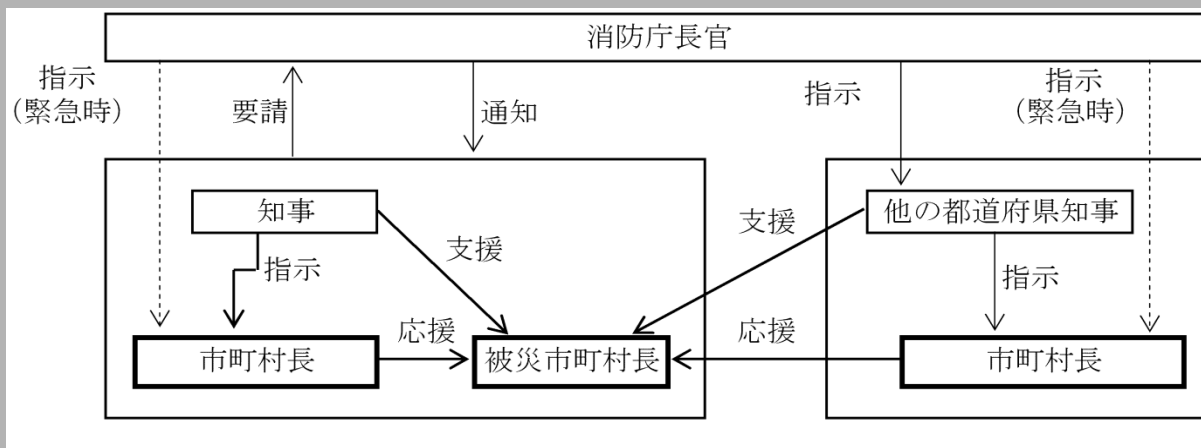 消防庁長官
指示
（緊急時）
要請
通知
指示
指示
（緊急時）
知事
他の都道府県知事
支援
支援
指示
指示
応援
応援
市町村長
被災市町村長
市町村長